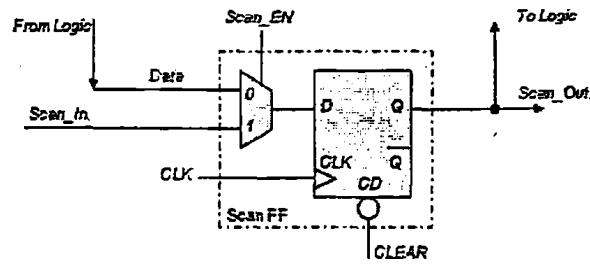 Scan_EN
From Logic
To Logic
Data
Scan_In
0
1
D
Q
Scan_Out
CLK
Q
CLK
CD
Scan FF
CLEAR